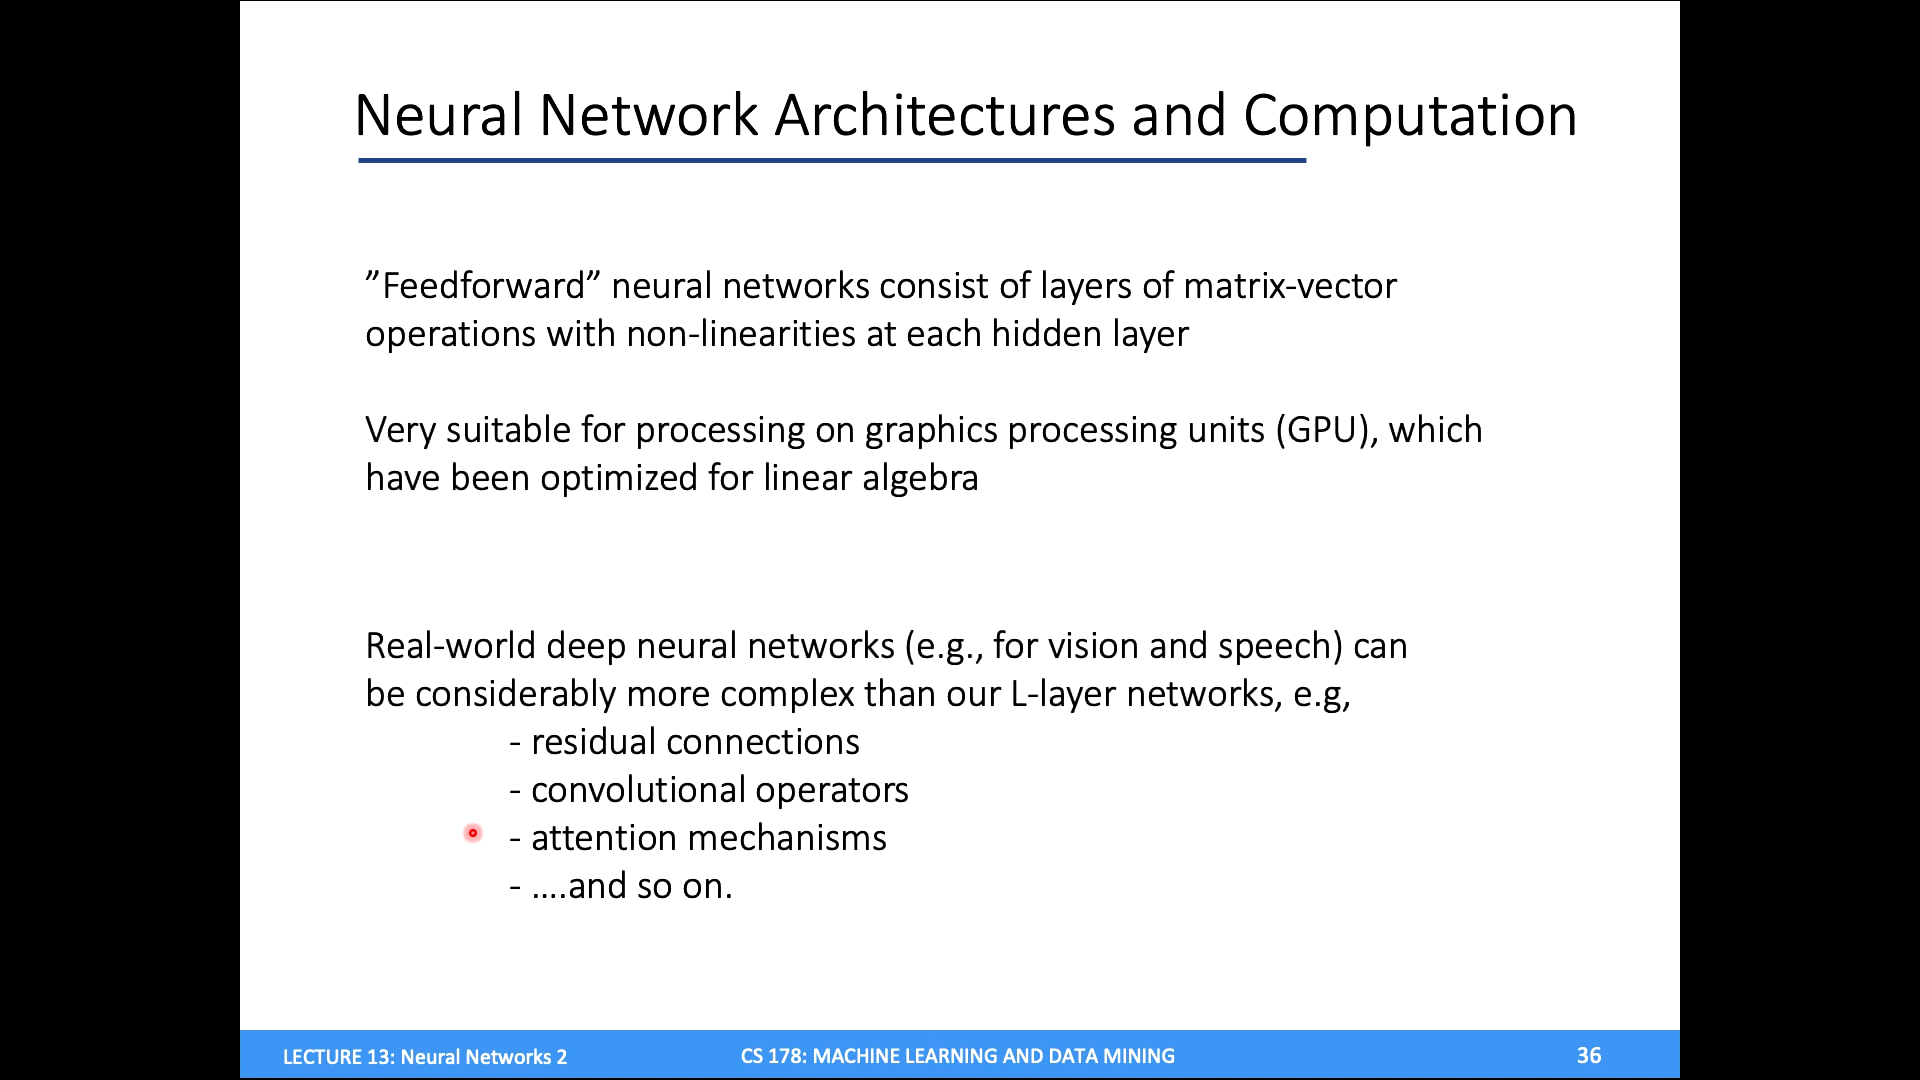 Neural Network Architectures and Computation
”Feedforward” neural networks consist of layers of matrix-vector
operations with non-linearities at each hidden layer
Very suitable for processing on graphics processing units (GPU), which
have been optimized for linear algebra
Real-world deep neural networks (e.g., for vision and speech) can
be considerably more complex than our L-layer networks, e.g,
- residual connections
- convolutional operators
- attention mechanisms
- ….and so on.
LECTURE 13: Neural Networks 2
CS 178: MACHINE LEARNING AND DATA MINING
36